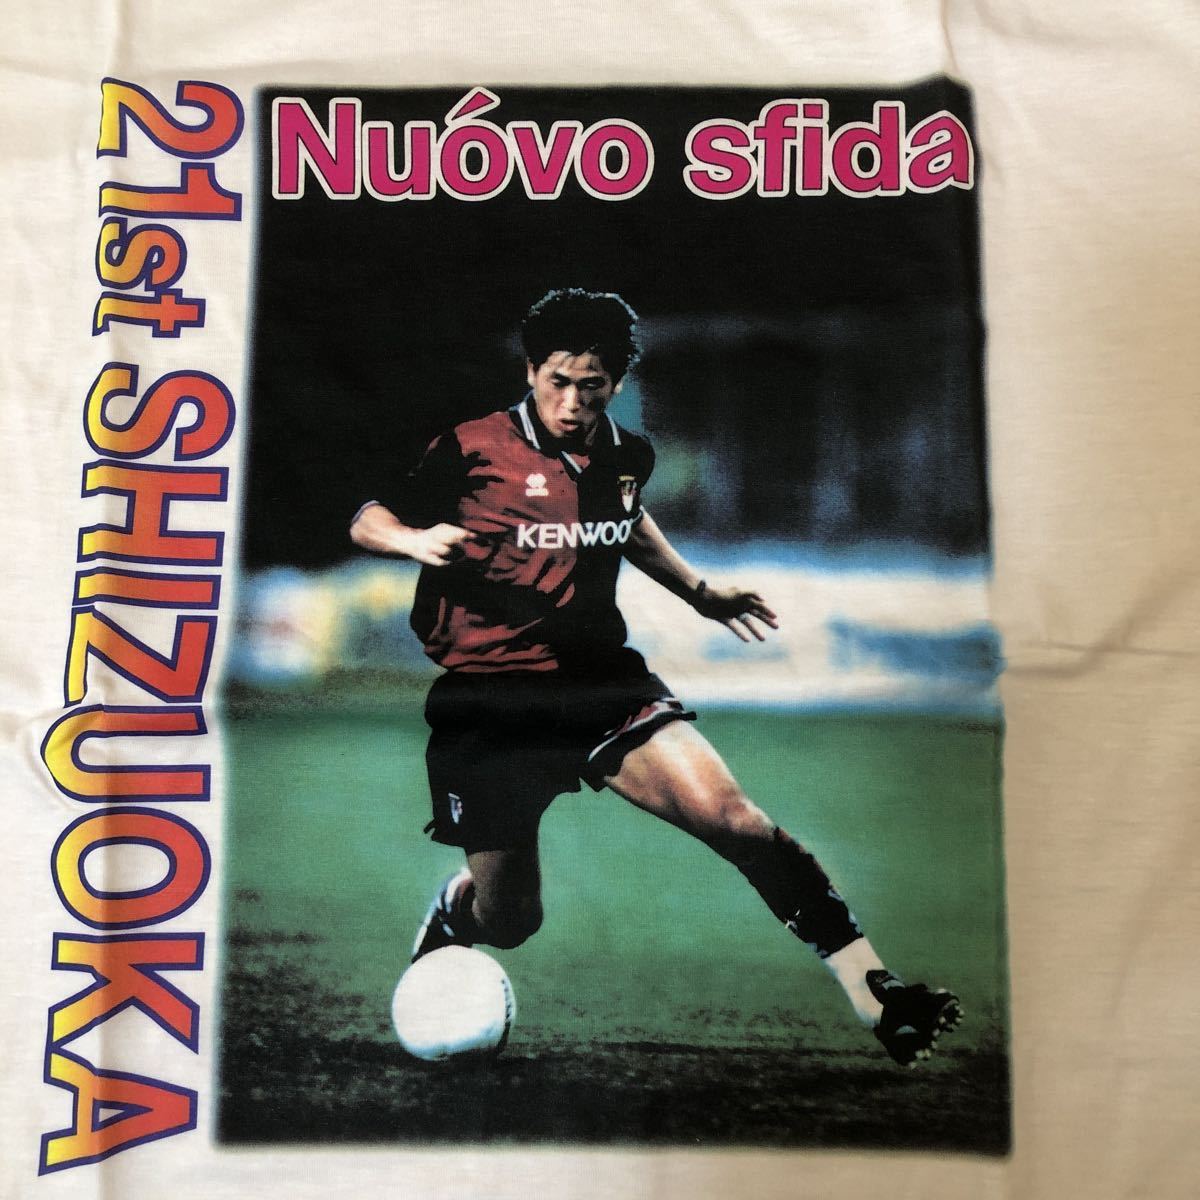 Nuóvo sfida
21st SHIZUOKA
KENWOO